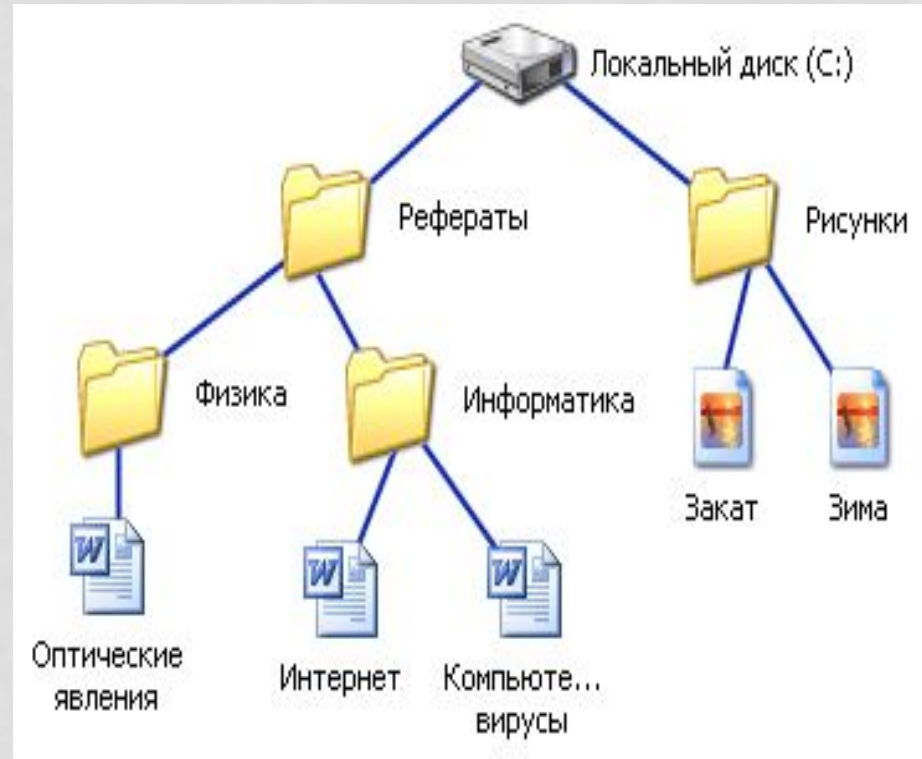 Локальный диск (C:)
Рефераты
Рисунки
Физика
Информатика
Закат
Зима
Оптические
явления
Интернет
Компьюте...
вирусы